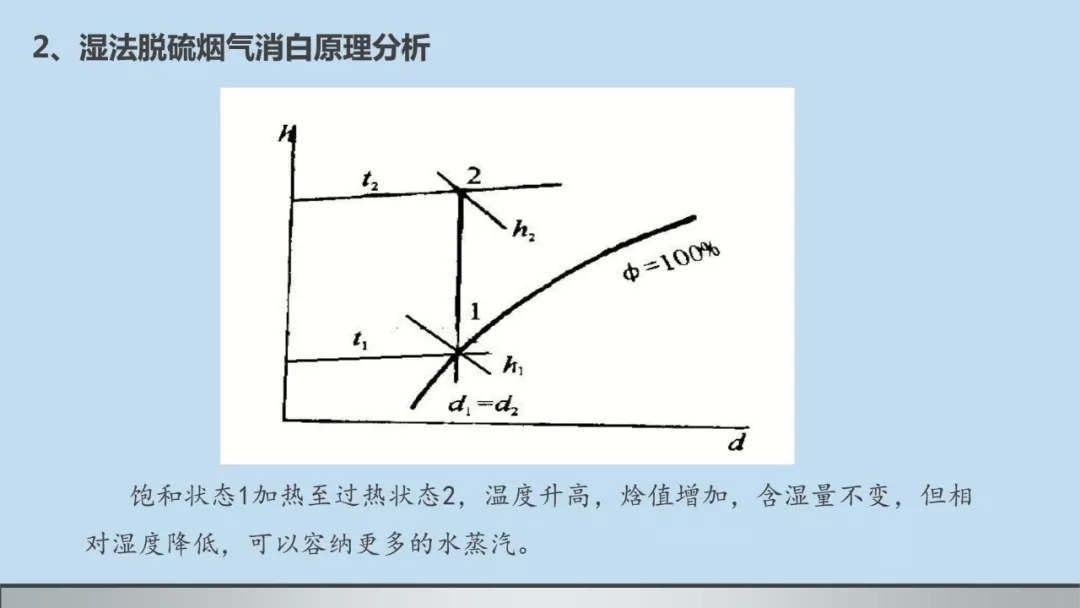 2、湿法脱硫烟气消白原理分析
h
t₂
2
h₂
ф=100%
1
t₁
h₁
d₁=d₂
d
饱和状态1加热至过热状态2，温度升高，焓值增加，含湿量不变，但相
对湿度降低，可以容纳更多的水蒸汽。